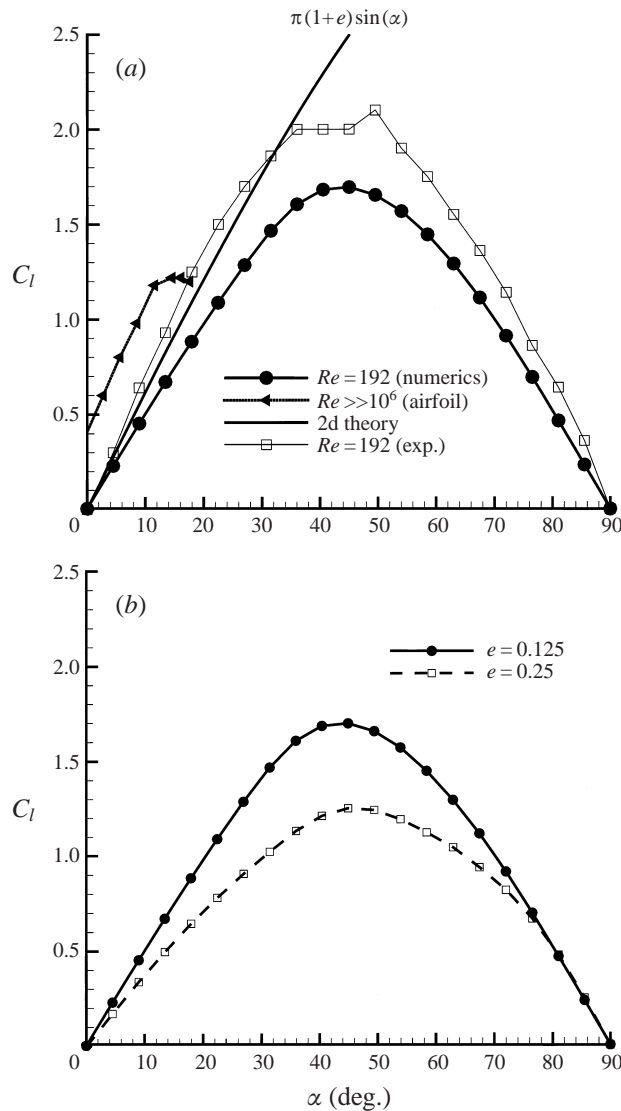 π(1+e)sin(α)
2.5
(a)
2.0
1.5
C_l
1.0
Re=192 (numerics)
Re>>10⁶ (airfoil)
0.5
2d theory
Re=192 (exp.)
0 10 20 30 40 50 60 70 80 90
2.5
(b)
2.0
e=0.125
e=0.25
1.5
C_l
1.0
0.5
0 10 20 30 40 50 60 70 80 90
α (deg.)